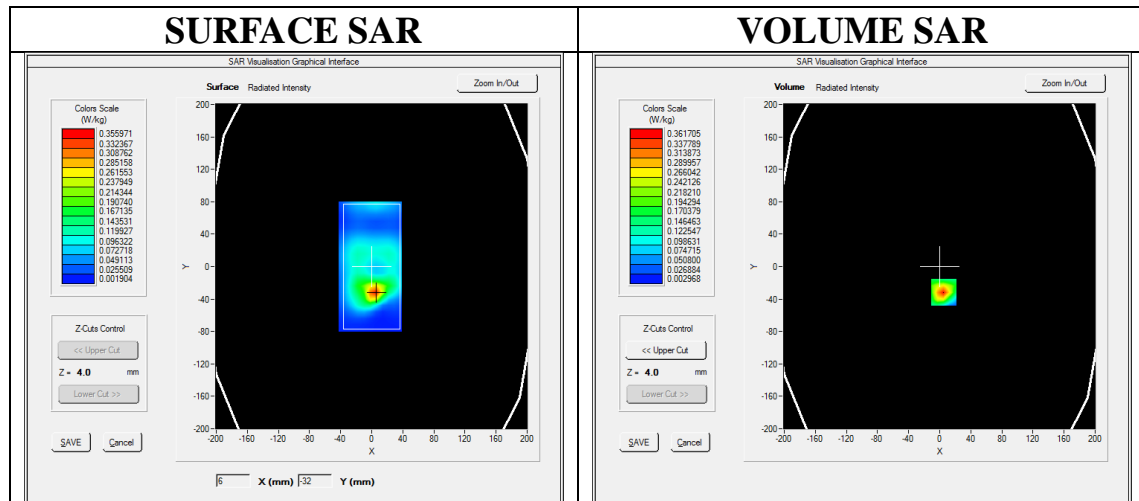 SURFACE SAR
VOLUME SAR
SAR Visualisation Graphical Interface
Surface Radiated Intensity
Zoom In/Out
Colors Scale
(W/kg)
0.355971
0.332367
0.308762
0.285158
0.261553
0.237949
0.214344
0.190740
0.167135
0.143531
0.119927
0.096322
0.072718
0.049113
0.025509
0.001904
200
160
120
80
40
0
-40
-80
-120
-160
-200
Y
-200 -160 -120 -80 -40 0 40 80 120 160 200
X
Z-Cuts Control
<< Upper Cut
Z = 4.0 mm
Lower Cut >>
SAVE Cancel
6 X (mm) -32 Y (mm)
SAR Visualisation Graphical Interface
Volume Radiated Intensity
Zoom In/Out
Colors Scale
(W/kg)
0.361705
0.337789
0.313873
0.289957
0.266042
0.242126
0.218210
0.194294
0.170379
0.146463
0.122547
0.098631
0.074715
0.050800
0.026884
0.002968
200
160
120
80
40
0
-40
-80
-120
-160
-200
Y
-200 -160 -120 -80 -40 0 40 80 120 160 200
X
Z-Cuts Control
<< Upper Cut
Z = 4.0 mm
Lower Cut >>
SAVE Cancel